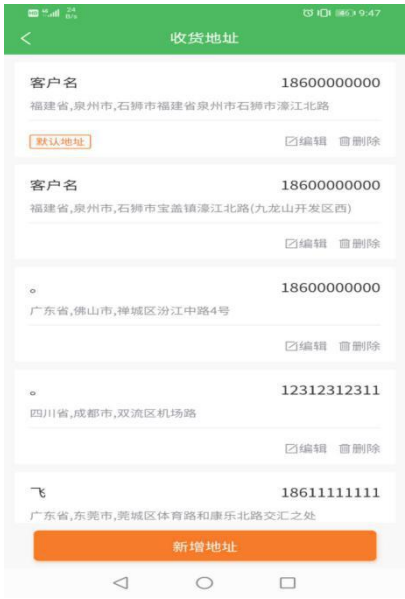 HD 4G 24 B/s 86 9:47
收货地址
客户名 18600000000
福建省,泉州市,石狮市福建省泉州市石狮市濠江北路
默认地址 编辑 删除
客户名 18600000000
福建省,泉州市,石狮市宝盖镇濠江北路(九龙山开发区西)
编辑 删除
。 18600000000
广东省,佛山市,禅城区汾江中路4号
编辑 删除
。 12312312311
四川省,成都市,双流区机场路
编辑 删除
飞 18611111111
广东省,东莞市,莞城区体育路和康乐北路交汇之处
新增地址